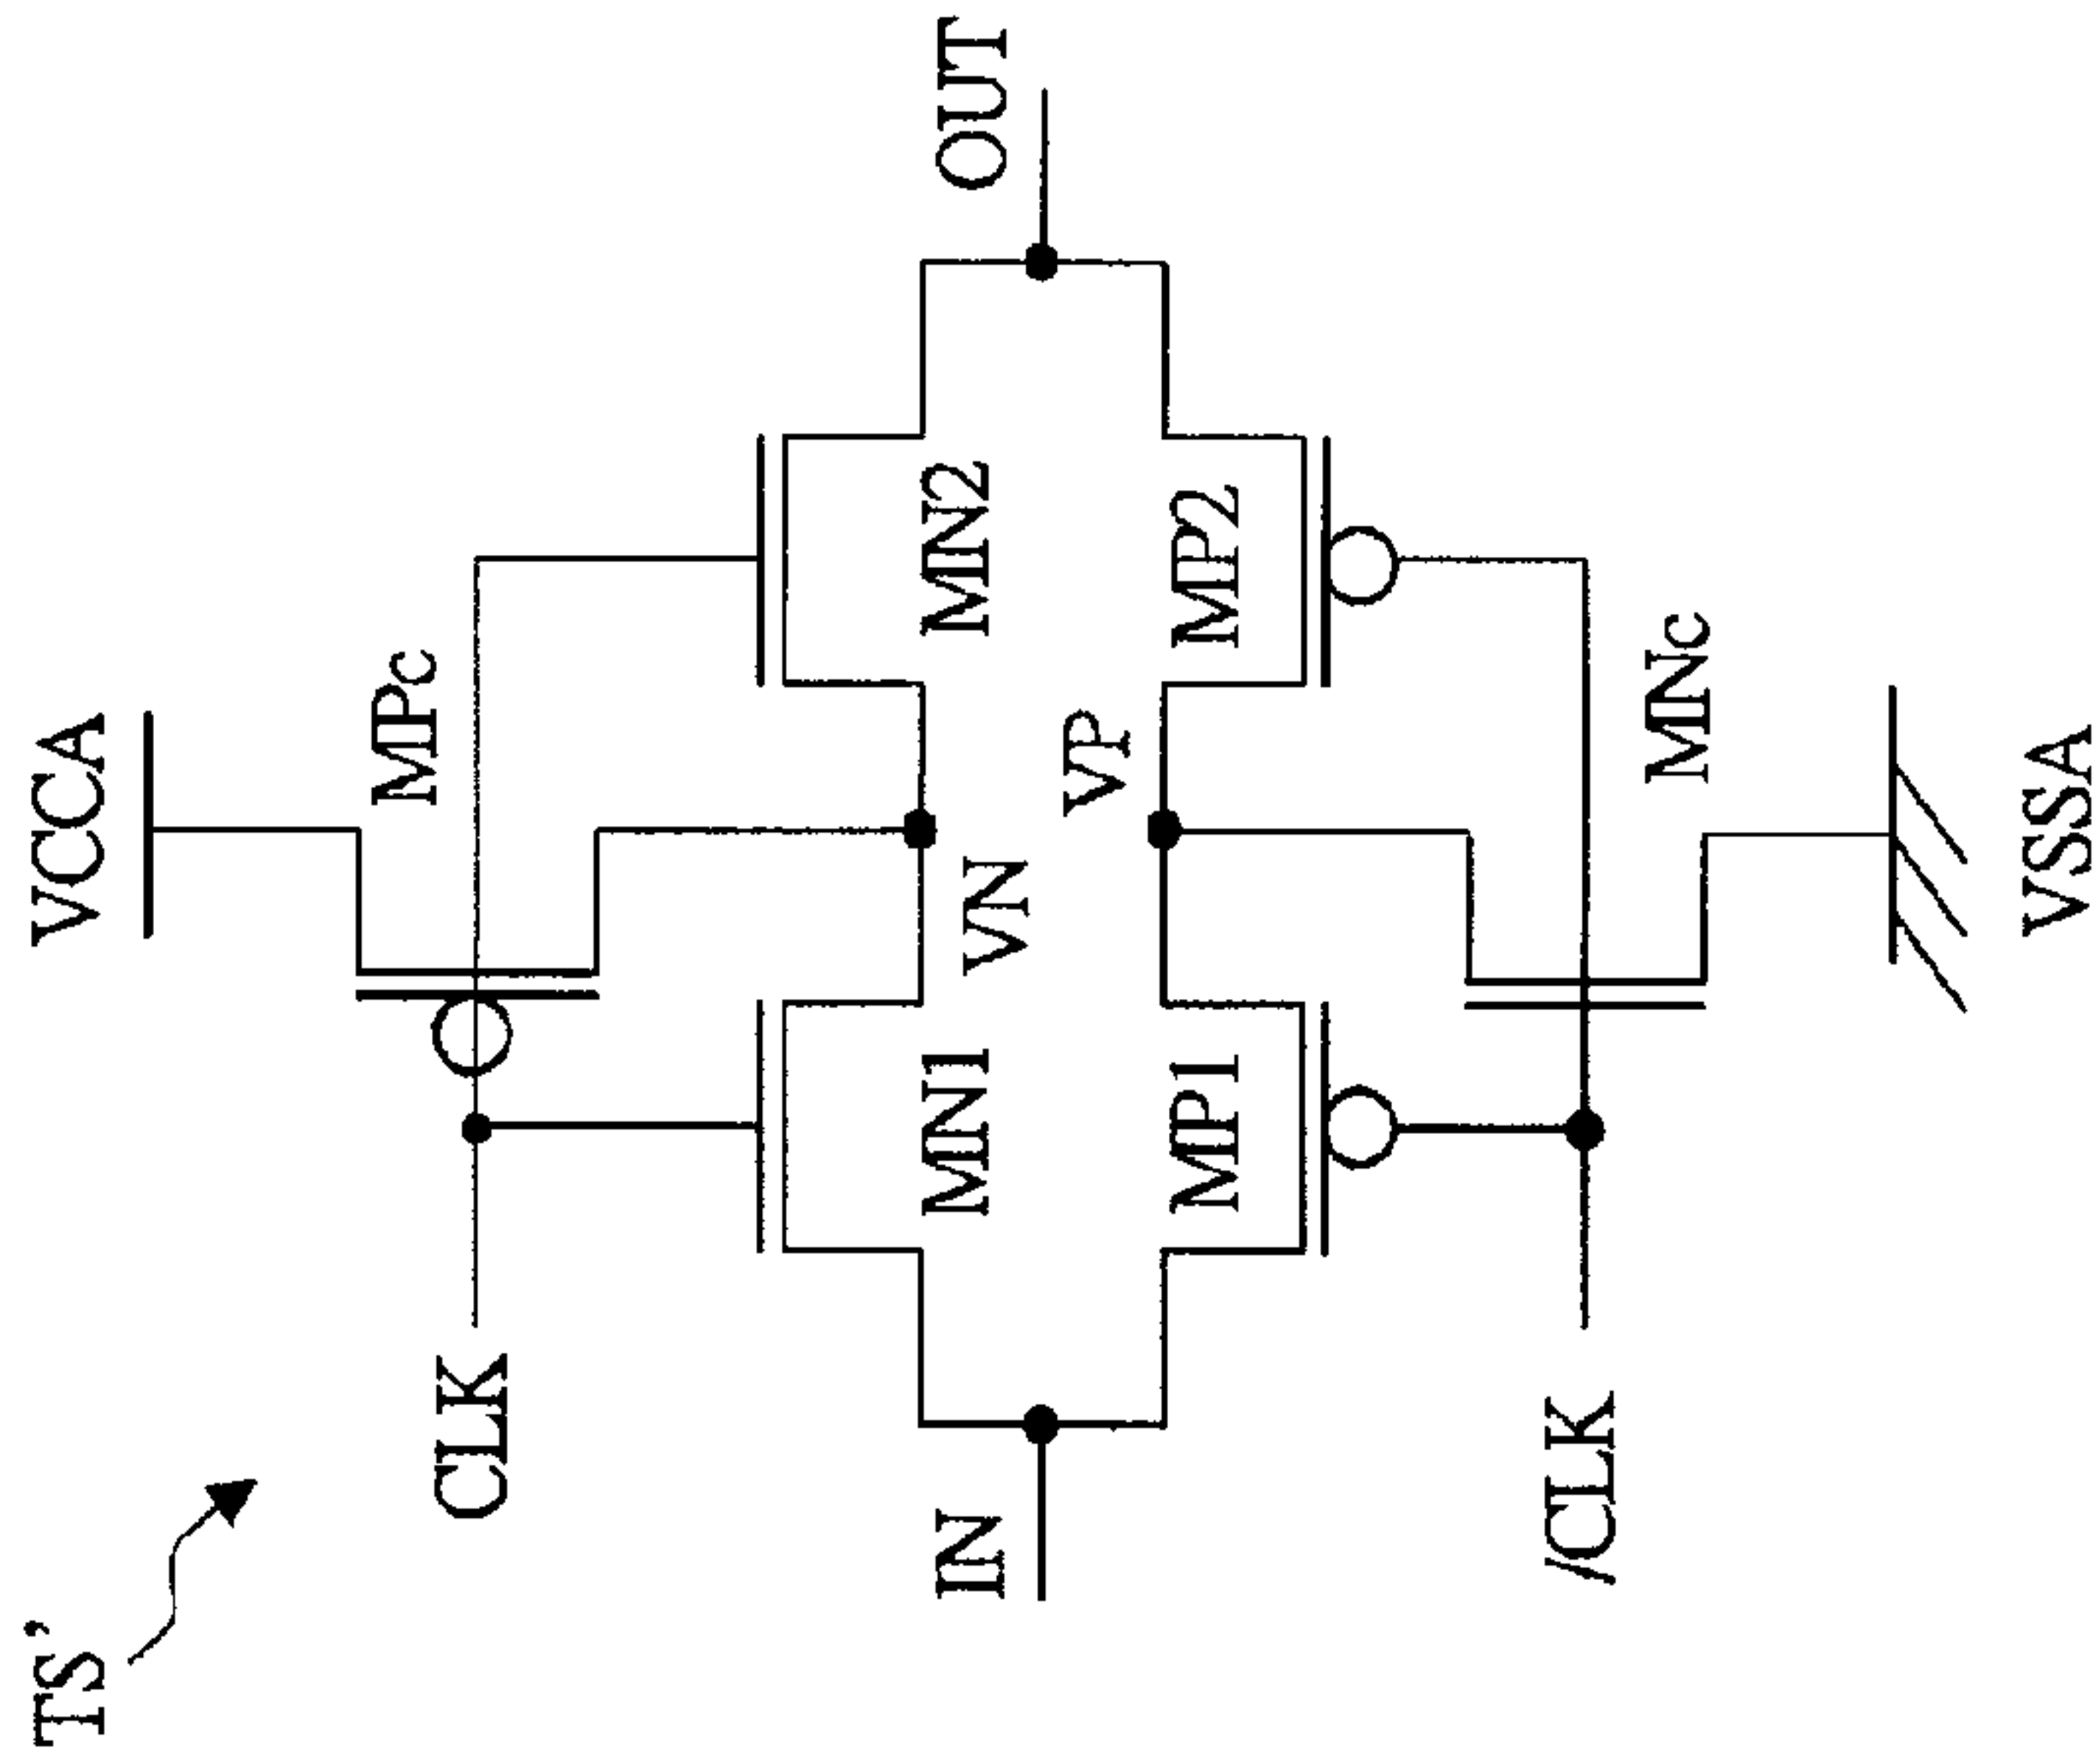 TS’
VCCA
MPc
CLK
MN1
MN2
VN
IN
OUT
VP
MP1
MP2
/CLK
MNc
VSSA